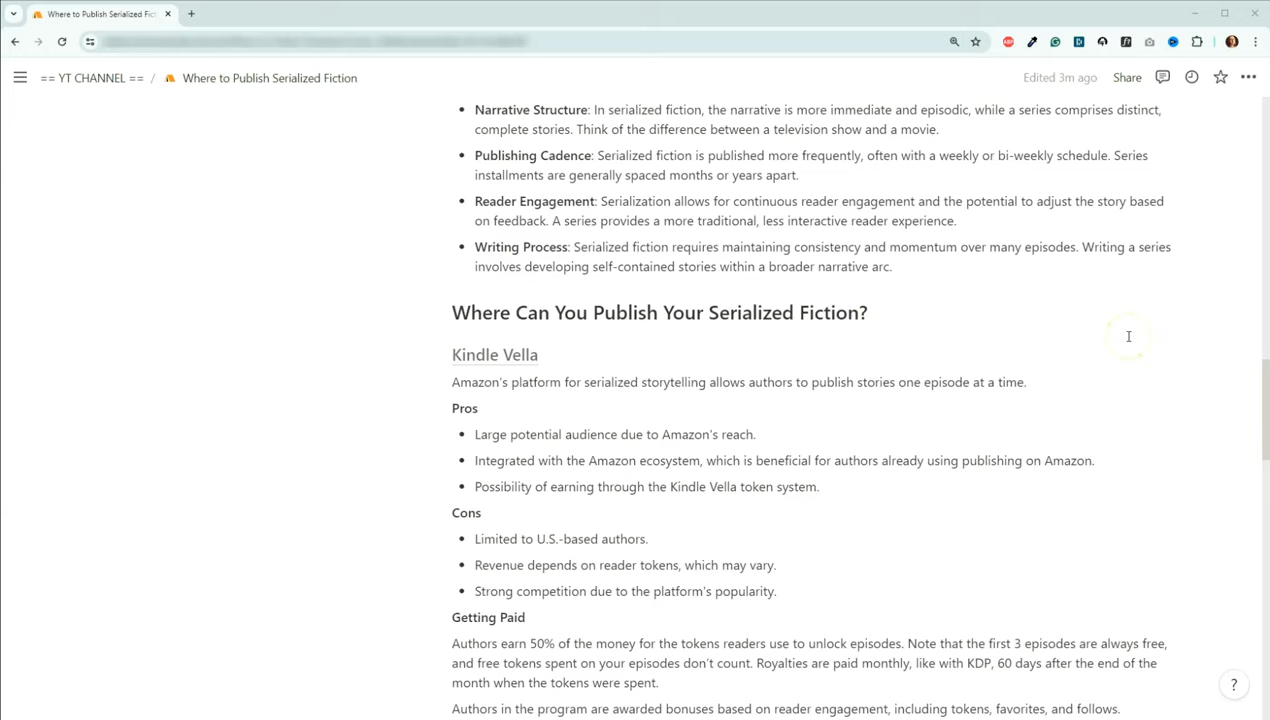 Where to Publish Serialized Fic
== YT CHANNEL == / Where to Publish Serialized Fiction
Edited 3m ago Share
Narrative Structure: In serialized fiction, the narrative is more immediate and episodic, while a series comprises distinct,
complete stories. Think of the difference between a television show and a movie.
Publishing Cadence: Serialized fiction is published more frequently, often with a weekly or bi-weekly schedule. Series
installments are generally spaced months or years apart.
Reader Engagement: Serialization allows for continuous reader engagement and the potential to adjust the story based
on feedback. A series provides a more traditional, less interactive reader experience.
Writing Process: Serialized fiction requires maintaining consistency and momentum over many episodes. Writing a series
involves developing self-contained stories within a broader narrative arc.
Where Can You Publish Your Serialized Fiction?
Kindle Vella
Amazon's platform for serialized storytelling allows authors to publish stories one episode at a time.
Pros
Large potential audience due to Amazon's reach.
Integrated with the Amazon ecosystem, which is beneficial for authors already using publishing on Amazon.
Possibility of earning through the Kindle Vella token system.
Cons
Limited to U.S.-based authors.
Revenue depends on reader tokens, which may vary.
Strong competition due to the platform's popularity.
Getting Paid
Authors earn 50% of the money for the tokens readers use to unlock episodes. Note that the first 3 episodes are always free,
and free tokens spent on your episodes don't count. Royalties are paid monthly, like with KDP, 60 days after the end of the
month when the tokens were spent.
Authors in the program are awarded bonuses based on reader engagement, including tokens, favorites, and follows.
?